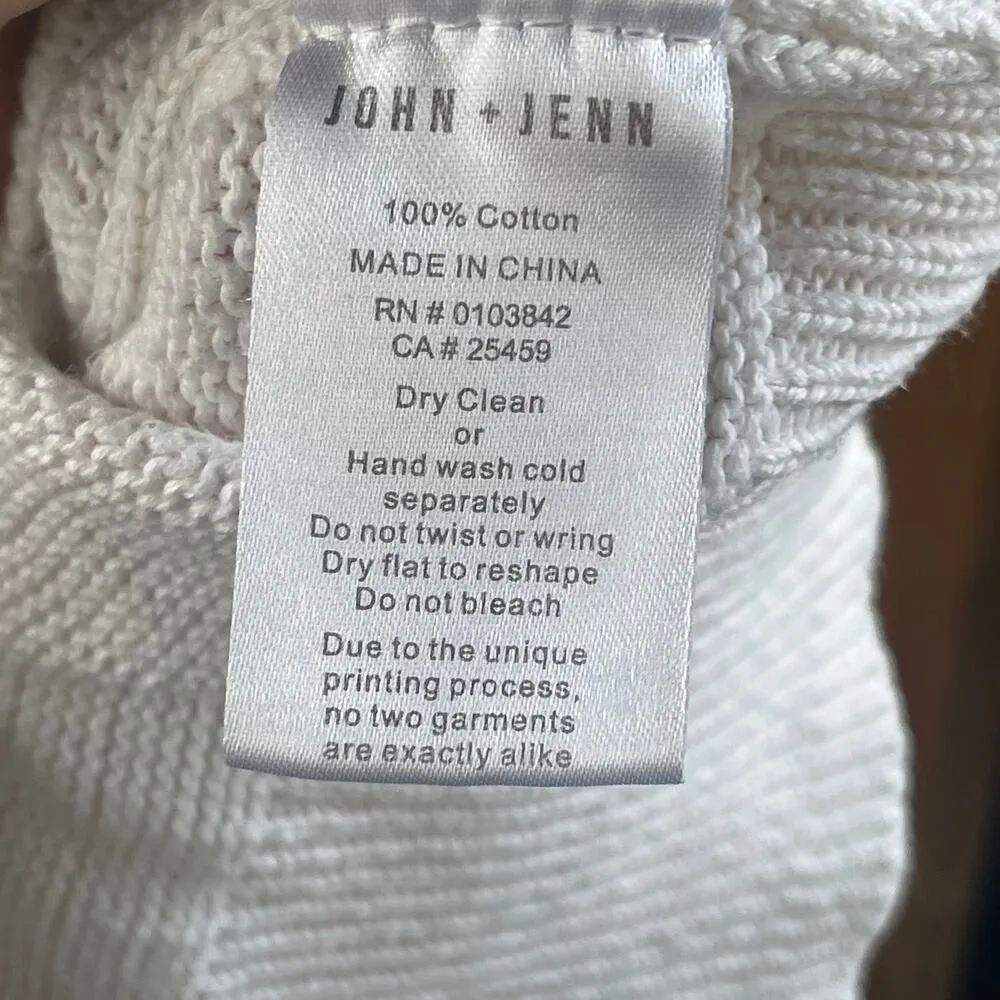 JOHN + JENN
100% Cotton
MADE IN CHINA
RN # 0103842
CA # 25459
Dry Clean
or
Hand wash cold
separately
Do not twist or wring
Dry flat to reshape
Do not bleach
Due to the unique
printing process,
no two garments
are exactly alike